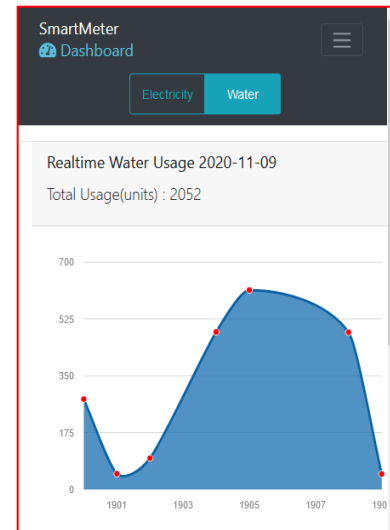 SmartMeter
Dashboard
Electricity Water
Realtime Water Usage 2020-11-09
Total Usage(units) : 2052
700
525
350
175
0
1901 1903 1905 1907 190